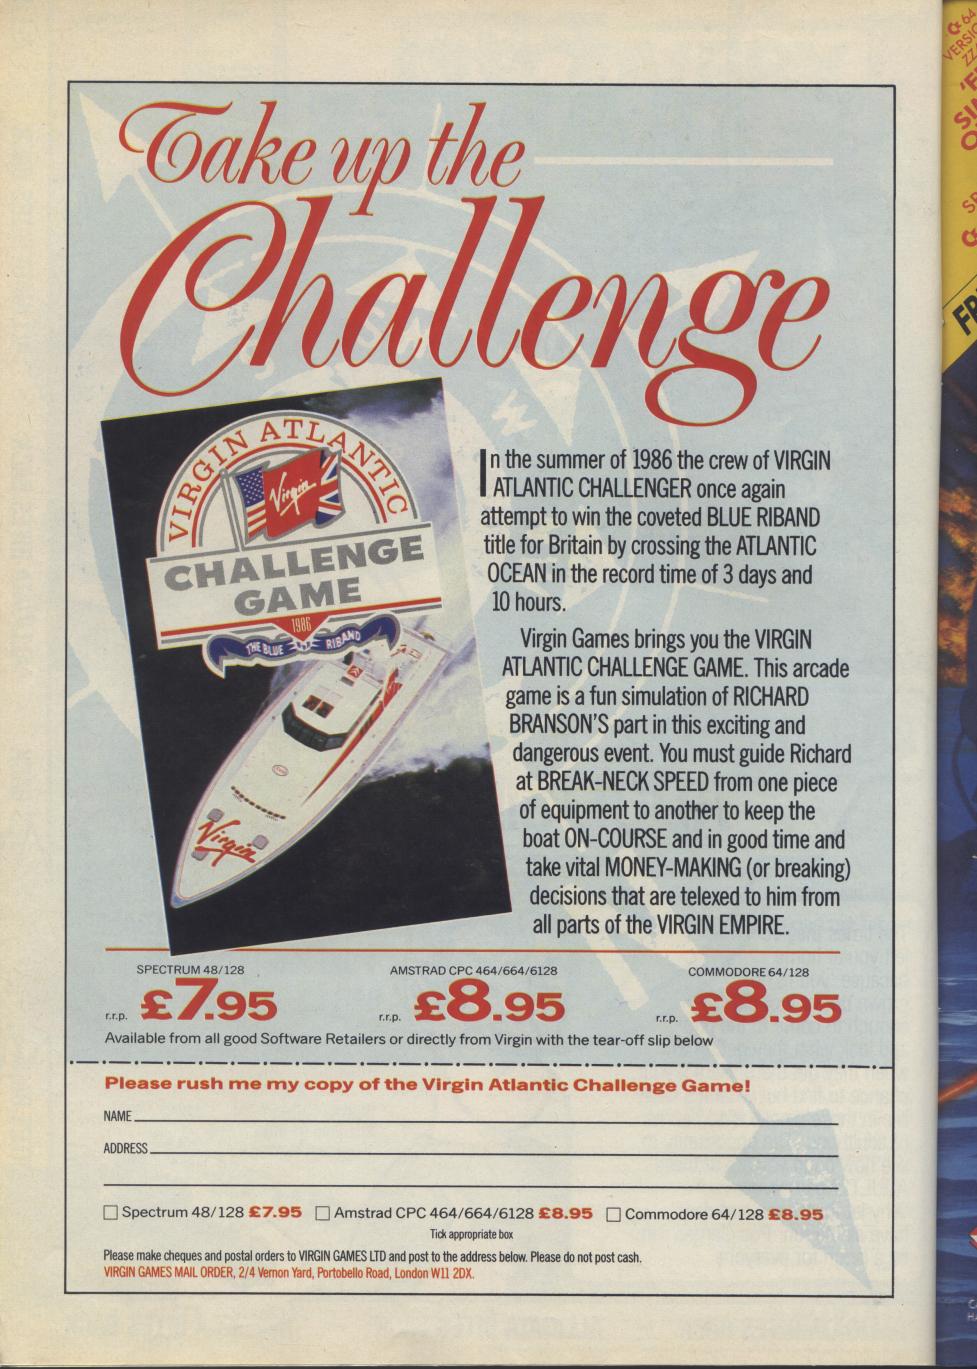 Take up the
Challenge
VIRGIN ATLANTIC
Virgin
CHALLENGE
GAME
1986
THE BLUE RIBAND
Virgin
In the summer of 1986 the crew of VIRGIN
ATLANTIC CHALLENGER once again
attempt to win the coveted BLUE RIBAND
title for Britain by crossing the ATLANTIC
OCEAN in the record time of 3 days and
10 hours.
Virgin Games brings you the VIRGIN
ATLANTIC CHALLENGE GAME. This arcade
game is a fun simulation of RICHARD
BRANSON'S part in this exciting and
dangerous event. You must guide Richard
at BREAK-NECK SPEED from one piece
of equipment to another to keep the
boat ON-COURSE and in good time and
take vital MONEY-MAKING (or breaking)
decisions that are telexed to him from
all parts of the VIRGIN EMPIRE.
SPECTRUM 48/128 AMSTRAD CPC 464/664/6128 COMMODORE 64/128
r.r.p. £7.95 r.r.p. £8.95 r.r.p. £8.95
Available from all good Software Retailers or directly from Virgin with the tear-off slip below
Please rush me my copy of the Virgin Atlantic Challenge Game!
NAME
ADDRESS
Spectrum 48/128 £7.95 Amstrad CPC 464/664/6128 £8.95 Commodore 64/128 £8.95
Tick appropriate box
Please make cheques and postal orders to VIRGIN GAMES LTD and post to the address below. Please do not post cash.
VIRGIN GAMES MAIL ORDER, 2/4 Vernon Yard, Portobello Road, London W11 2DX.